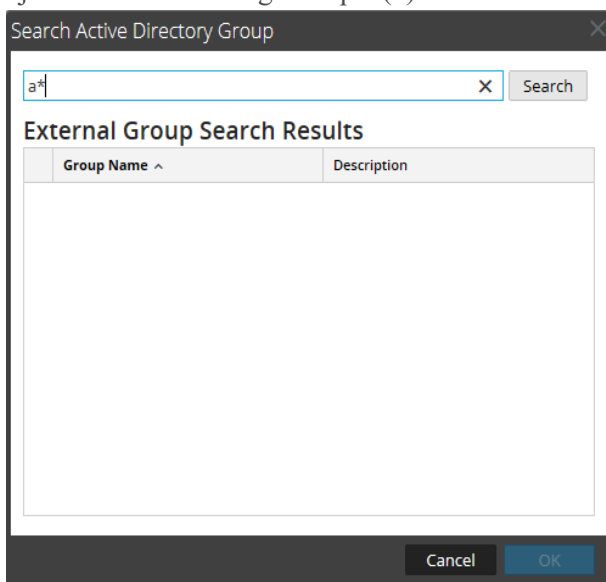 Search Active Directory Group
a*
Search
External Group Search Results
Group Name
Description
Cancel
OK